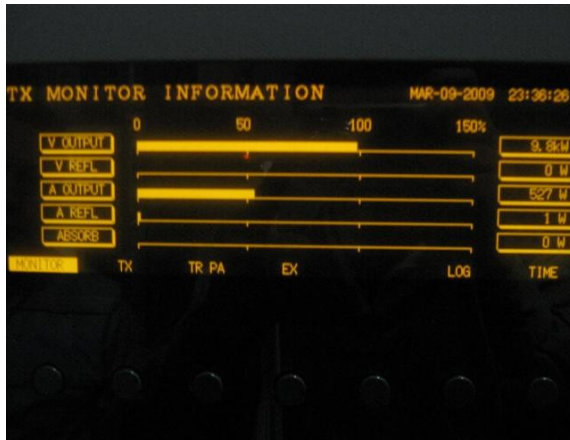 TX MONITOR INFORMATION MAR-09-2009 23:36:26
0 50 100 150%
V OUTPUT 9.8kW
V REFL 0 W
A OUTPUT 527 W
A REFL 1 W
ABSORB 0 W
MONITOR TX TR PA EX LOG TIME